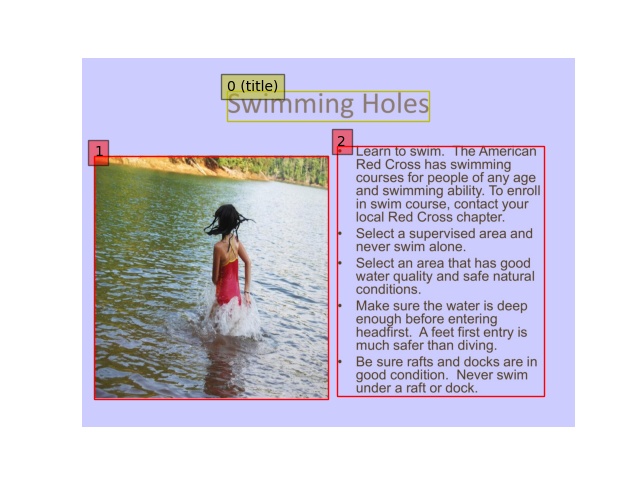 0 (title)
Swimming Holes
1
2
• Learn to swim.  The American
Red Cross has swimming
courses for people of any age
and swimming ability. To enroll
in swim course, contact your
local Red Cross chapter.
• Select a supervised area and
never swim alone.
• Select an area that has good
water quality and safe natural
conditions.
• Make sure the water is deep
enough before entering
headfirst.  A feet first entry is
much safer than diving.
• Be sure rafts and docks are in
good condition.  Never swim
under a raft or dock.